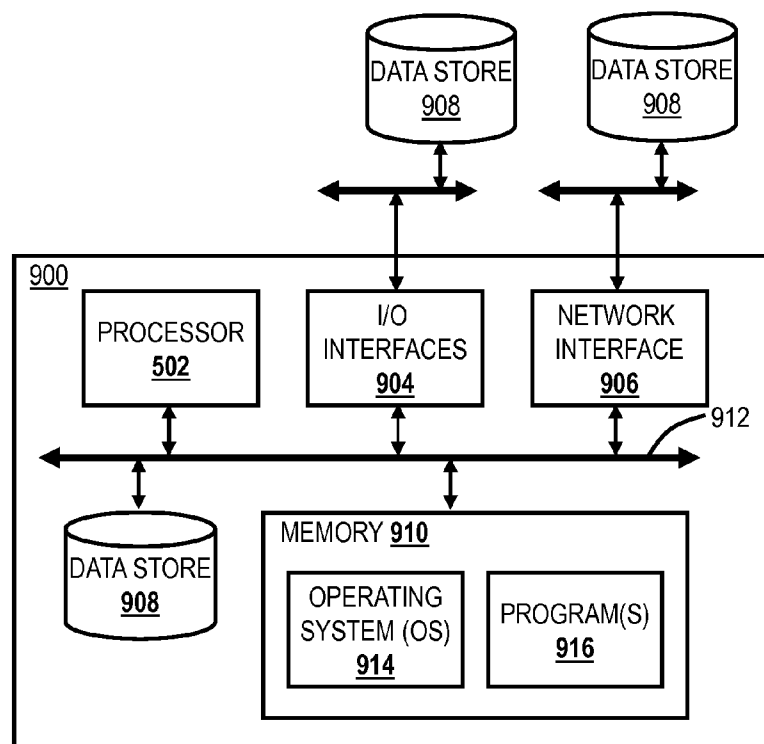 DATA STORE
908
DATA STORE
908
900
PROCESSOR
502
I/O
INTERFACES
904
NETWORK
INTERFACE
906
912
DATA STORE
908
MEMORY 910
OPERATING
SYSTEM (OS)
914
PROGRAM(S)
916